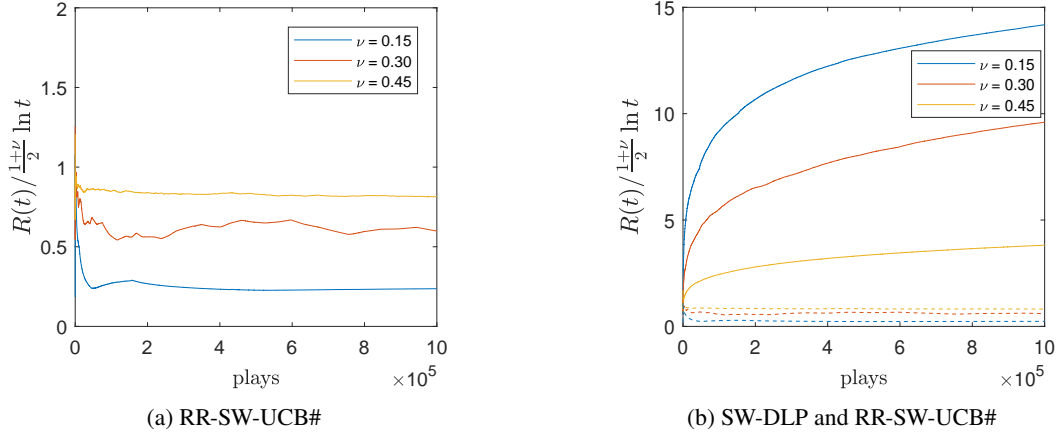 2
1.5
1
0.5
0
R(t)/ 1+ν/2 ln t
ν = 0.15
ν = 0.30
ν = 0.45
0 2 4 6 8 10
plays
×10^5
(a) RR-SW-UCB#
15
10
5
0
R(t)/ 1+ν/2 ln t
ν = 0.15
ν = 0.30
ν = 0.45
0 2 4 6 8 10
plays
×10^5
(b) SW-DLP and RR-SW-UCB#